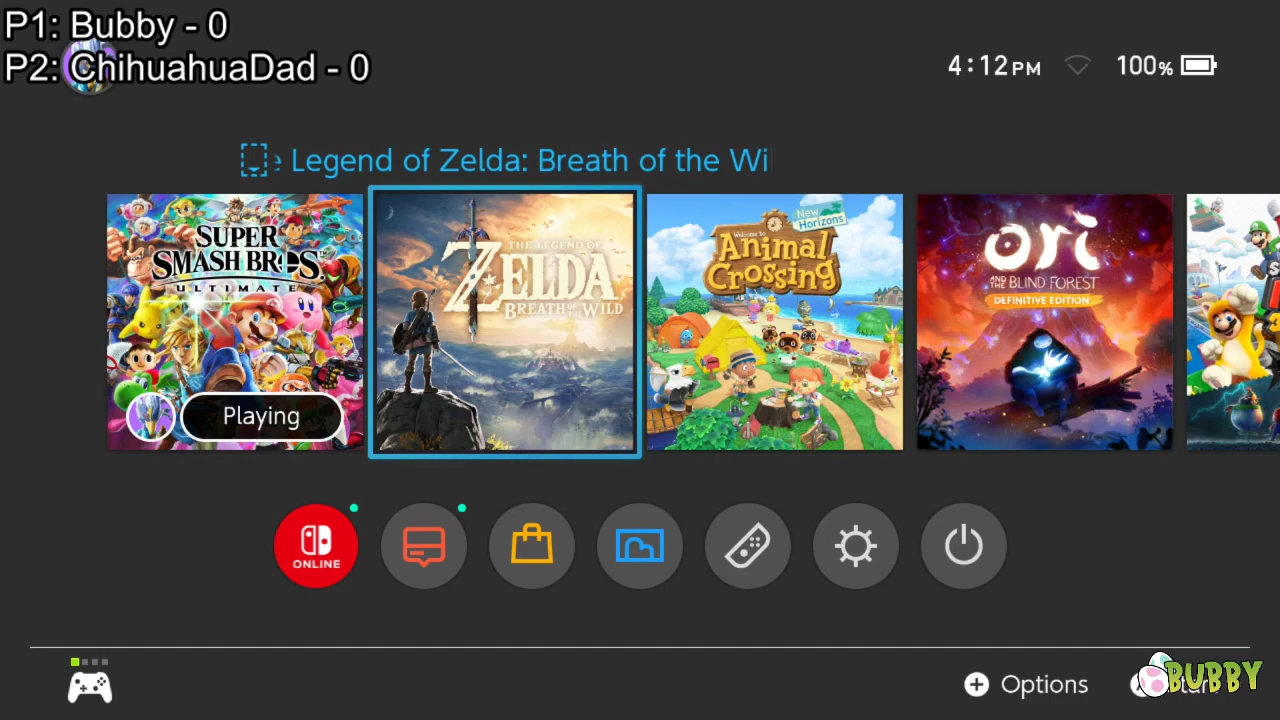 P1: Bubby - 0
P2: ChihuahuaDad - 0
4:12 PM
100%
e Legend of Zelda: Breath of the Wi
SUPER
SMASH BROS.
ULTIMATE
Playing
THE LEGEND OF
ZELDA
BREATH OF THE WILD
New
Horizons
Welcome to
Animal
Crossing
ori
AND THE BLIND FOREST
DEFINITIVE EDITION
ONLINE
Options
BUBBY